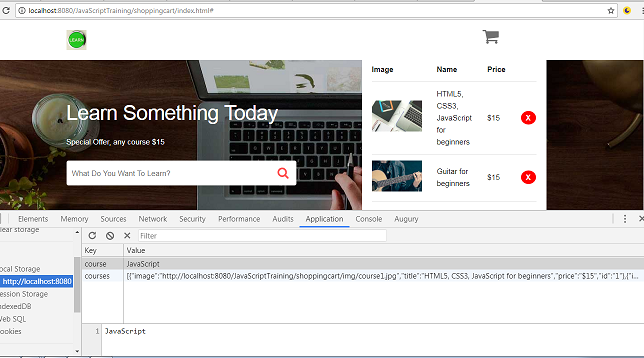 localhost:8080/JavaScriptTraining/shoppingcart/index.html#
LEARN
Image Name Price
HTML5,
CSS3,
JavaScript
for
beginners
$15
X
Guitar for
beginners
$15
X
Learn Something Today
Special Offer, any course $15
What Do You Want To Learn?
Elements Memory Sources Network Security Performance Audits Application Console Augury
lear storage
Filter
Key Value
course JavaScript
courses [{"image":"http://localhost:8080/JavaScriptTraining/shoppingcart/img/course1.jpg","title":"HTML5, CSS3, JavaScript for beginners","price":"$15","id":"1"},{"i...
ocal Storage
http://localhost:8080
ession Storage
ndexedDB
Web SQL
ookies
1 JavaScript